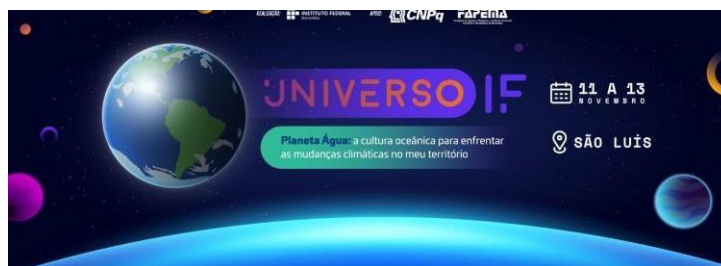 REALIZAÇÃO: INSTITUTO FEDERAL Maranhão APOIO: CNPq FAPEMA
UNIVERSO IF
Planeta Água: a cultura oceânica para enfrentar
as mudanças climáticas no meu território
11 A 13
NOVEMBRO
SÃO LUÍS